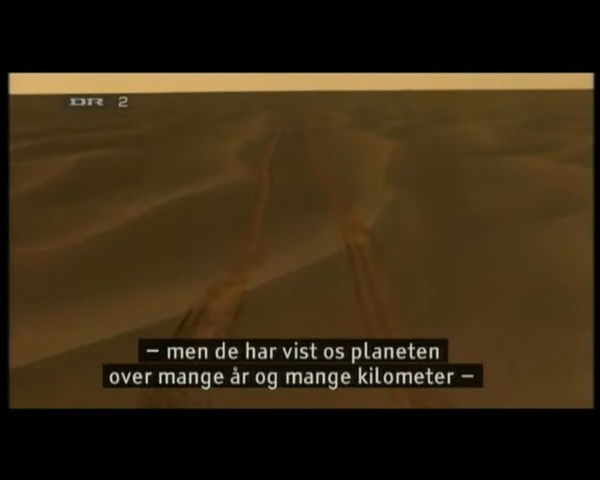 DR 2
– men de har vist os planeten
over mange år og mange kilometer –